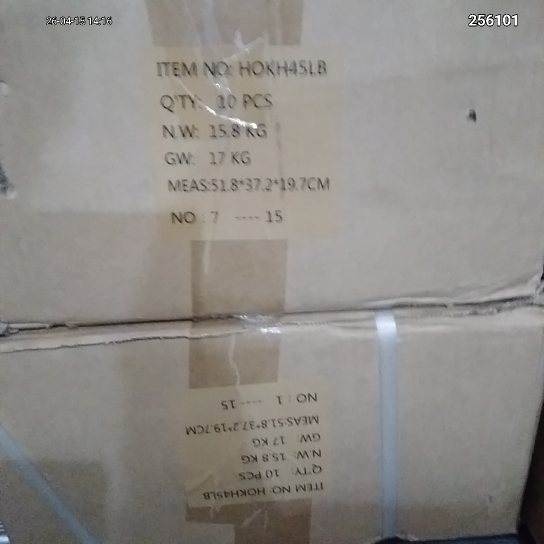 26-04-15 14:16
256101
ITEM NO: HOKH45LB
Q'TY: 10 PCS
N.W: 15.8 KG
GW: 17 KG
MEAS:51.8*37.2*19.7CM
NO : 7 ---- 15
ITEM NO: HOKH45LB
Q'TY: 10 PCS
N.W: 15.8 KG
GW: 17 KG
MEAS:51.8*37.2*19.7CM
NO : 1 ---- 15